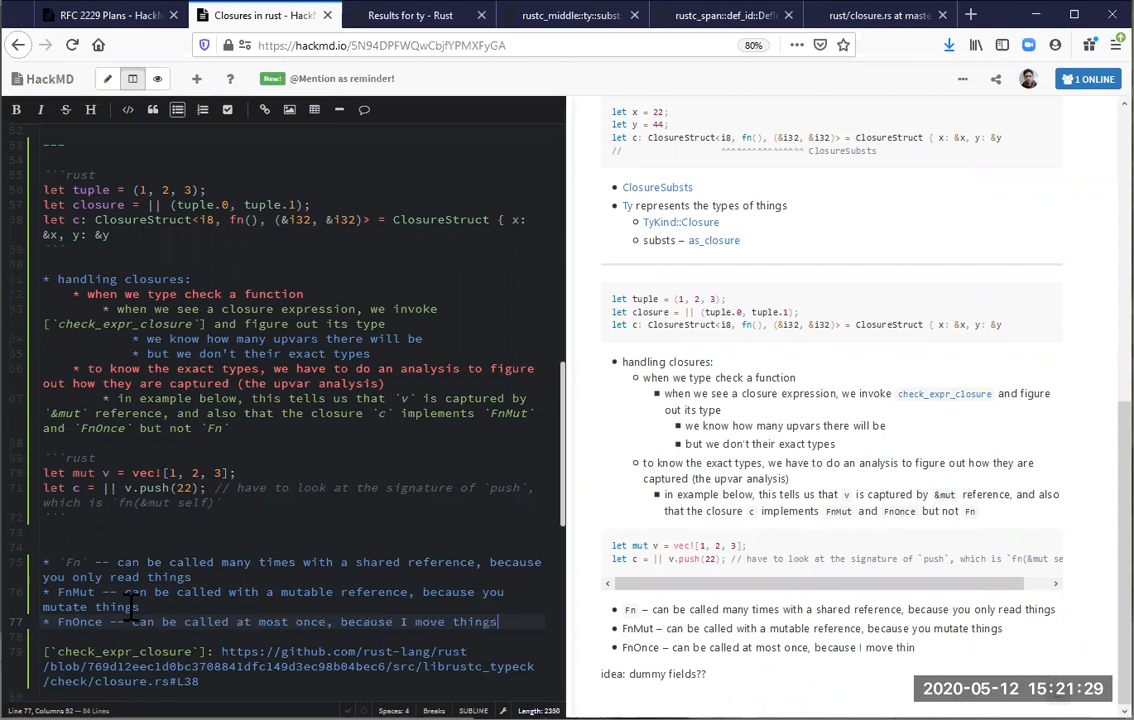 RFC 2229 Plans - HackM
Closures in rust - HackM
Results for ty - Rust
rustc_middle::ty::subst:
rustc_span::def_id::DefI
rust/closure.rs at maste
https://hackmd.io/5N94DPFWQwCbjfYPMXFyGA
80%
HackMD
New!
@Mention as reminder!
1 ONLINE
52
53
---
54
55
```rust
56
let tuple = (1, 2, 3);
57
let closure = || (tuple.0, tuple.1);
58
let c: ClosureStruct<i8, fn(), (&i32, &i32)> = ClosureStruct { x:
&x, y: &y
59
```
* handling closures:
* when we type check a function
* when we see a closure expression, we invoke
[`check_expr_closure`] and figure out its type
* we know how many upvars there will be
* but we don't their exact types
* to know the exact types, we have to do an analysis to figure
out how they are captured (the upvar analysis)
* in example below, this tells us that `v` is captured by
`&mut` reference, and also that the closure `c` implements `FnMut`
and `FnOnce` but not `Fn`
```rust
let mut v = vec![1, 2, 3];
71
let c = || v.push(22); // have to look at the signature of `push`,
which is `fn(&mut self)`
72
```
73
74
75
* `Fn` -- can be called many times with a shared reference, because
you only read things
* FnMut -- can be called with a mutable reference, because you
mutate things
77
* FnOnce -- can be called at most once, because I move things
78
79
[`check_expr_closure`]: https://github.com/rust-lang/rust
/blob/769d12eec1d0bc3708841dfc149d3ec98b04bec6/src/librustc_typeck
/check/closure.rs#L38
Line 77, Columns 92 — 84 Lines
Spaces: 4
Breaks
SUBLIME
Length: 2350
let x = 22;
let y = 44;
let c: ClosureStruct<i8, fn(), (&i32, &i32)> = ClosureStruct { x: &x, y: &y
// ^^^^^^^^^^^^^^^^ ClosureSubsts
• ClosureSubsts
• Ty represents the types of things
TyKind::Closure
substs – as_closure
let tuple = (1, 2, 3);
let closure = || (tuple.0, tuple.1);
let c: ClosureStruct<i8, fn(), (&i32, &i32)> = ClosureStruct { x: &x, y: &y
• handling closures:
when we type check a function
when we see a closure expression, we invoke check_expr_closure and figure
out its type
we know how many upvars there will be
but we don't their exact types
to know the exact types, we have to do an analysis to figure out how they are
captured (the upvar analysis)
in example below, this tells us that v is captured by &mut reference, and also
that the closure c implements FnMut and FnOnce but not Fn
let mut v = vec![1, 2, 3];
let c = || v.push(22); // have to look at the signature of `push`, which is `fn(&mut se
• Fn – can be called many times with a shared reference, because you only read things
• FnMut – can be called with a mutable reference, because you mutate things
• FnOnce – can be called at most once, because I move thin
idea: dummy fields??
2020-05-12 15:21:29